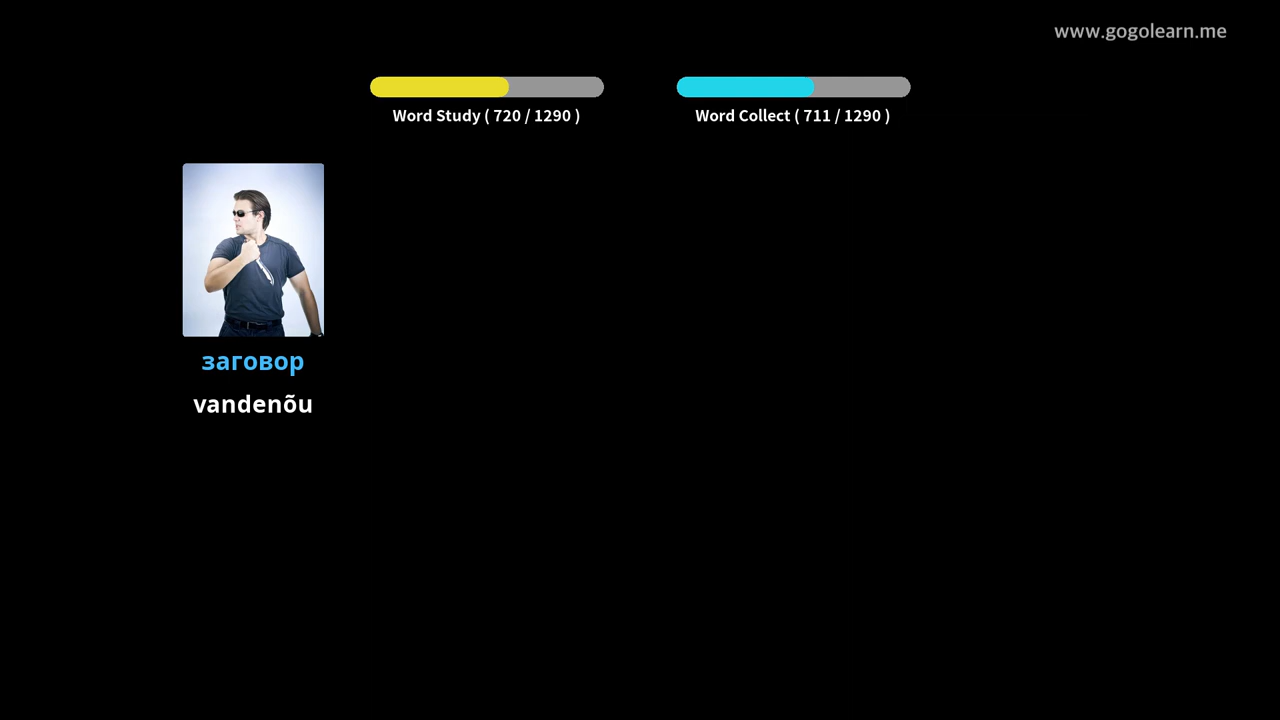 www.gogolearn.me
Word Study ( 720 / 1290 )
Word Collect ( 711 / 1290 )
заговор
vandenõu